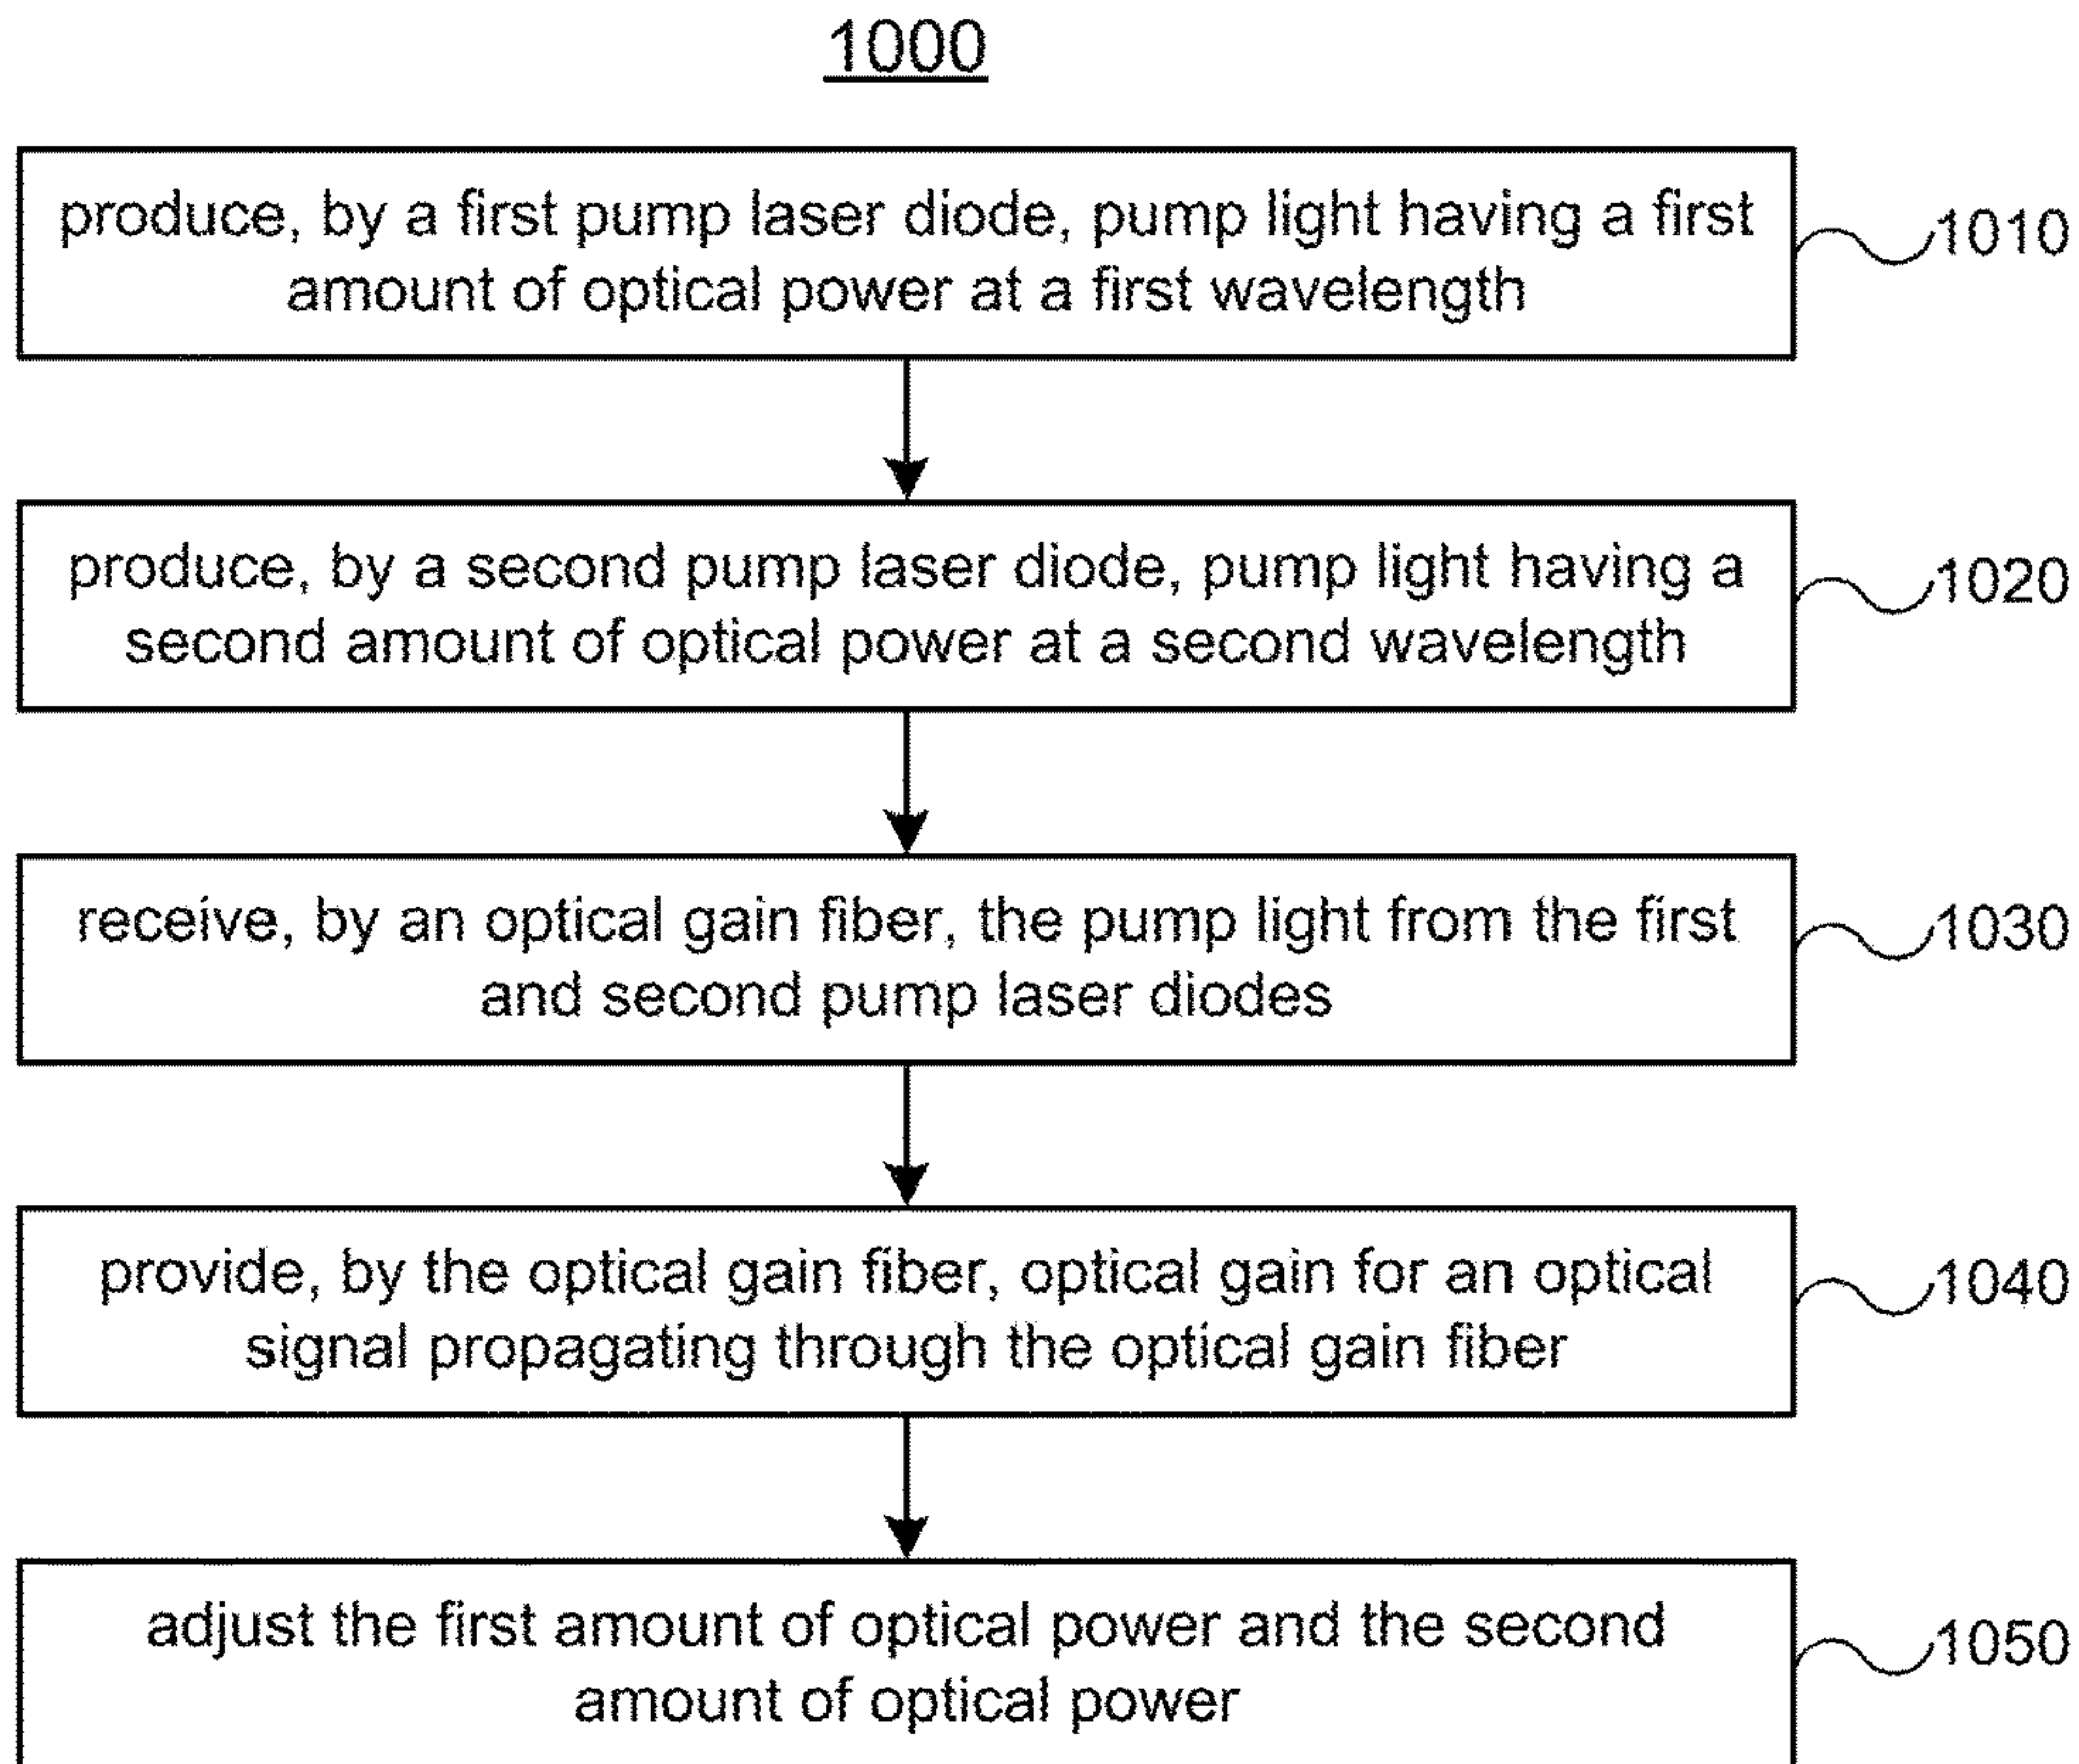 1000
produce, by a first pump laser diode, pump light having a first
amount of optical power at a first wavelength
1010
produce, by a second pump laser diode, pump light having a
second amount of optical power at a second wavelength
1020
receive, by an optical gain fiber, the pump light from the first
and second pump laser diodes
1030
provide, by the optical gain fiber, optical gain for an optical
signal propagating through the optical gain fiber
1040
adjust the first amount of optical power and the second
amount of optical power
1050